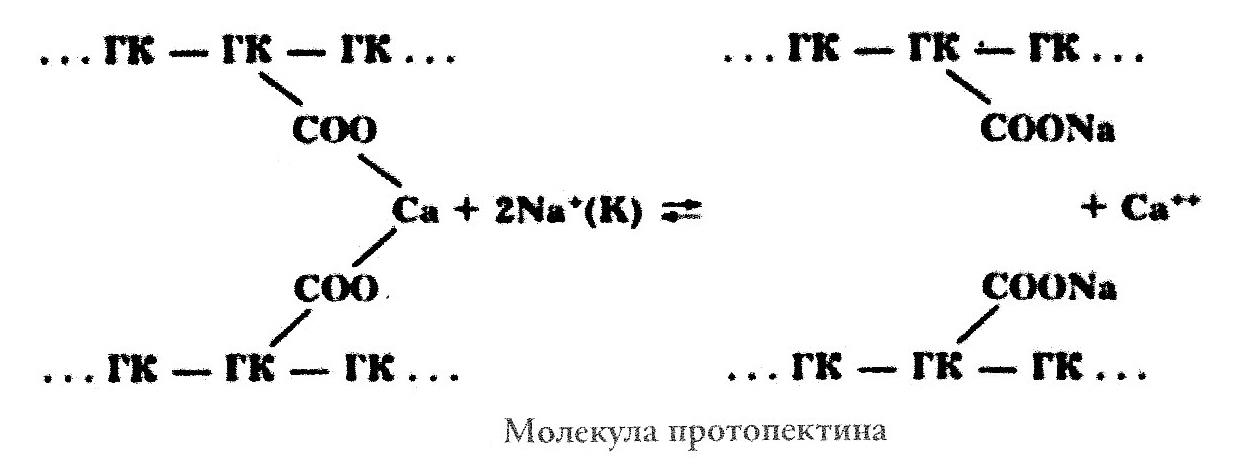 ... ГК — ГК — ГК ... ... ГК — ГК — ГК ...
COO COONa
Ca + 2Na⁺(K) ⇄ + Ca⁺⁺
COO COONa
... ГК — ГК — ГК ... ... ГК — ГК — ГК ...
Молекула протопектина